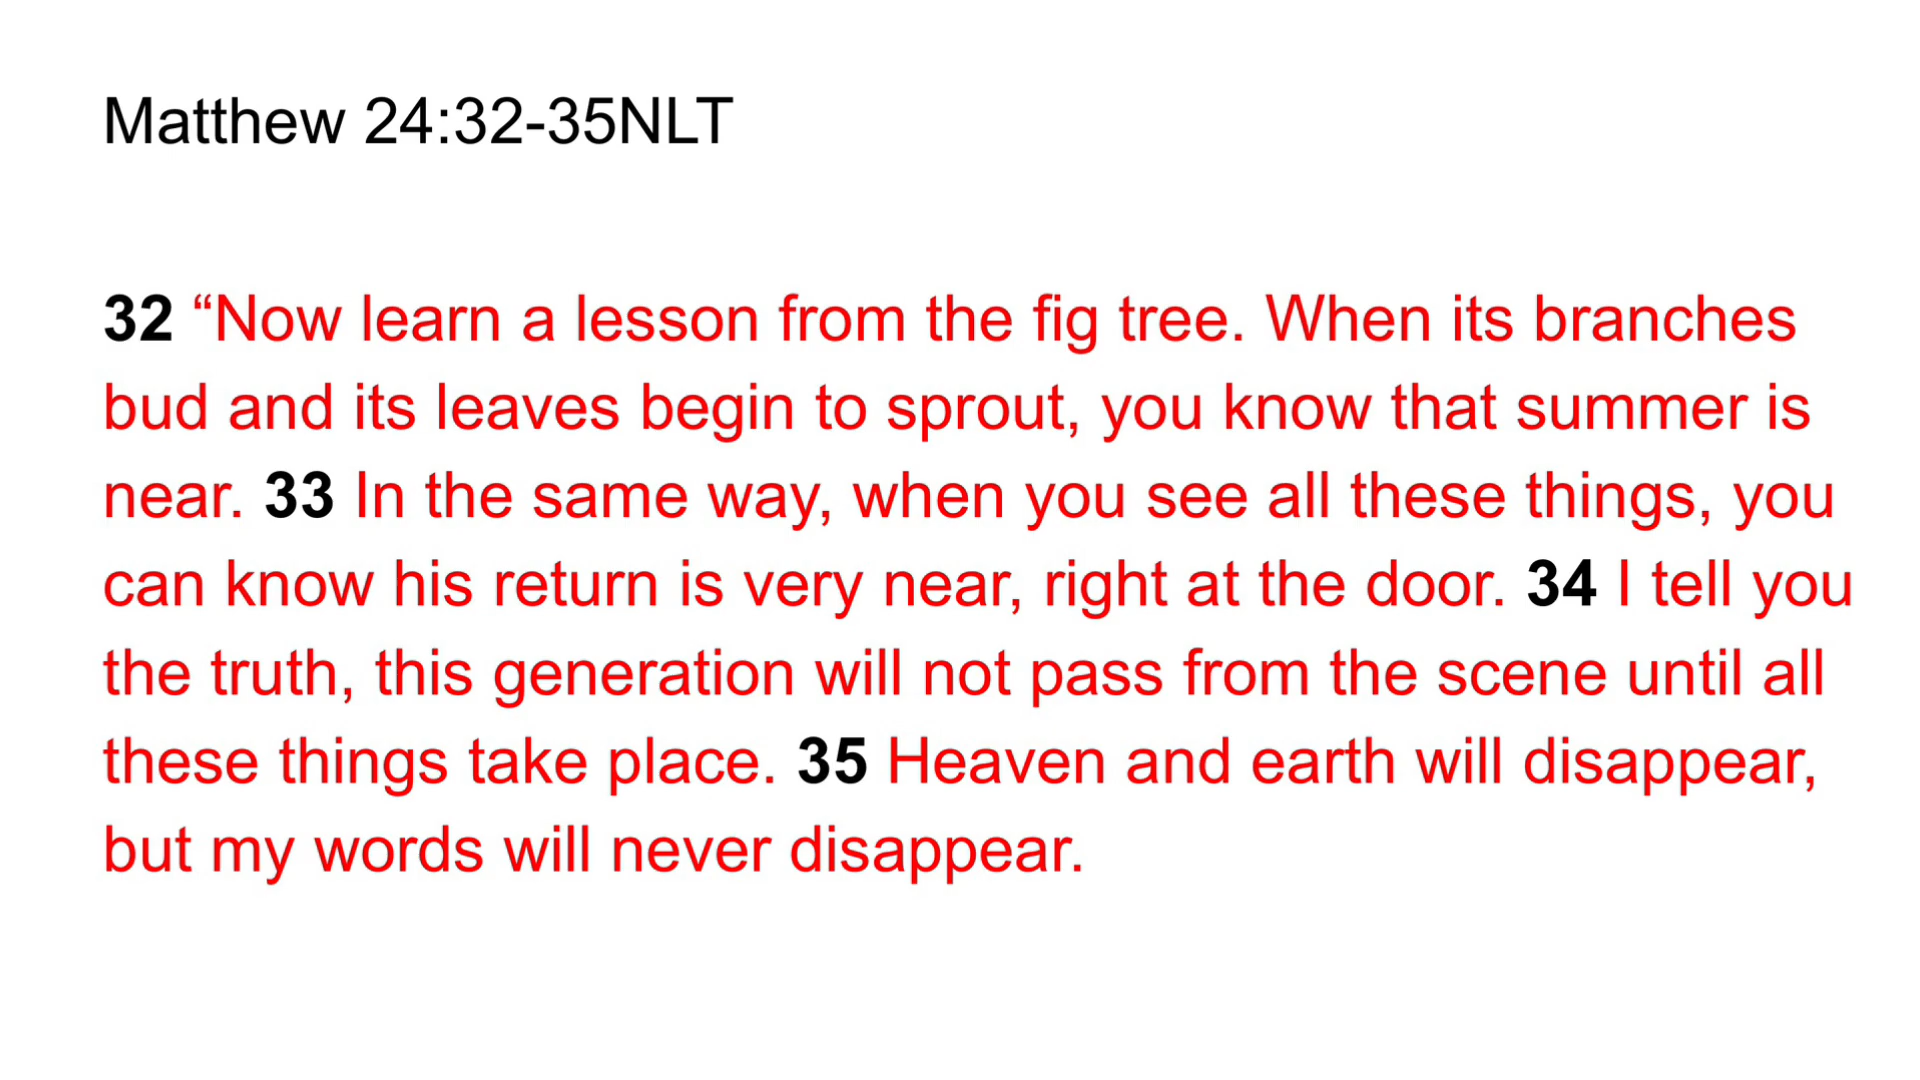 Matthew 24:32-35NLT
32 “Now learn a lesson from the fig tree. When its branches
bud and its leaves begin to sprout, you know that summer is
near. 33 In the same way, when you see all these things, you
can know his return is very near, right at the door. 34 I tell you
the truth, this generation will not pass from the scene until all
these things take place. 35 Heaven and earth will disappear,
but my words will never disappear.